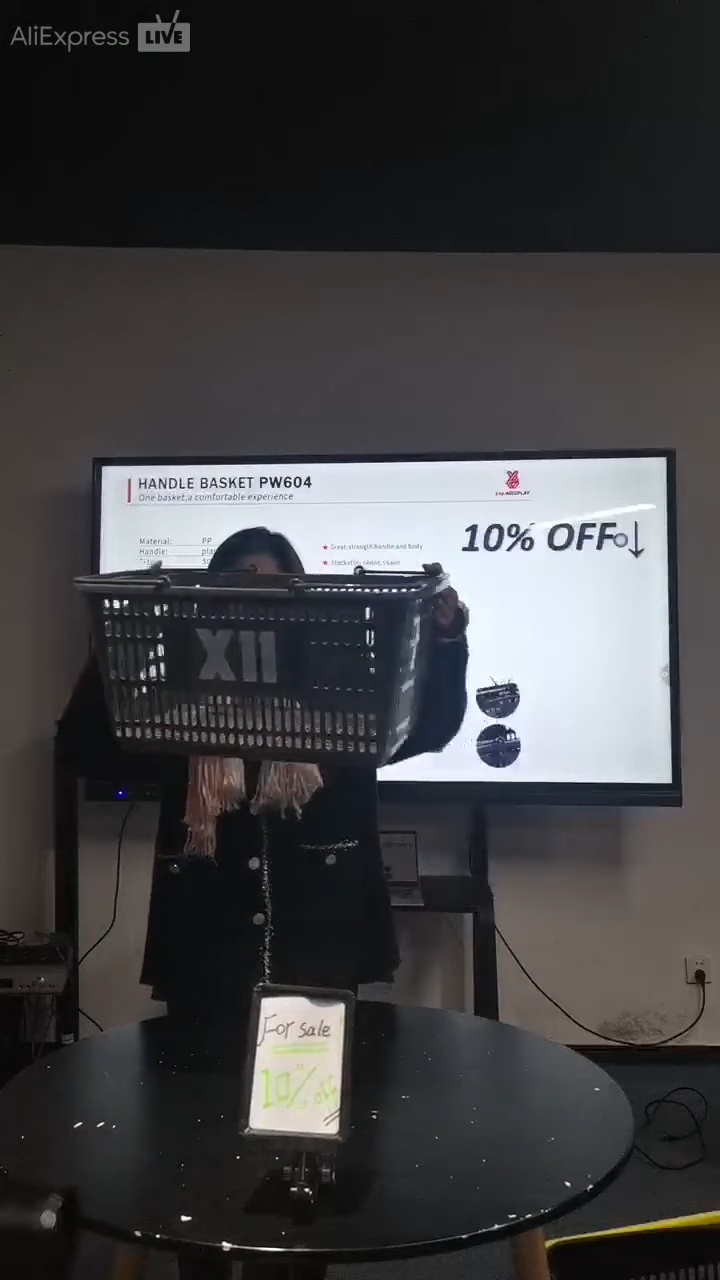 AliExpress LIVE
HANDLE BASKET PW604
One basket,a comfortable experience
10% OFF↓
Material: PP
Handle:
★ Great-strength handle and body
X11
For sale
10% off